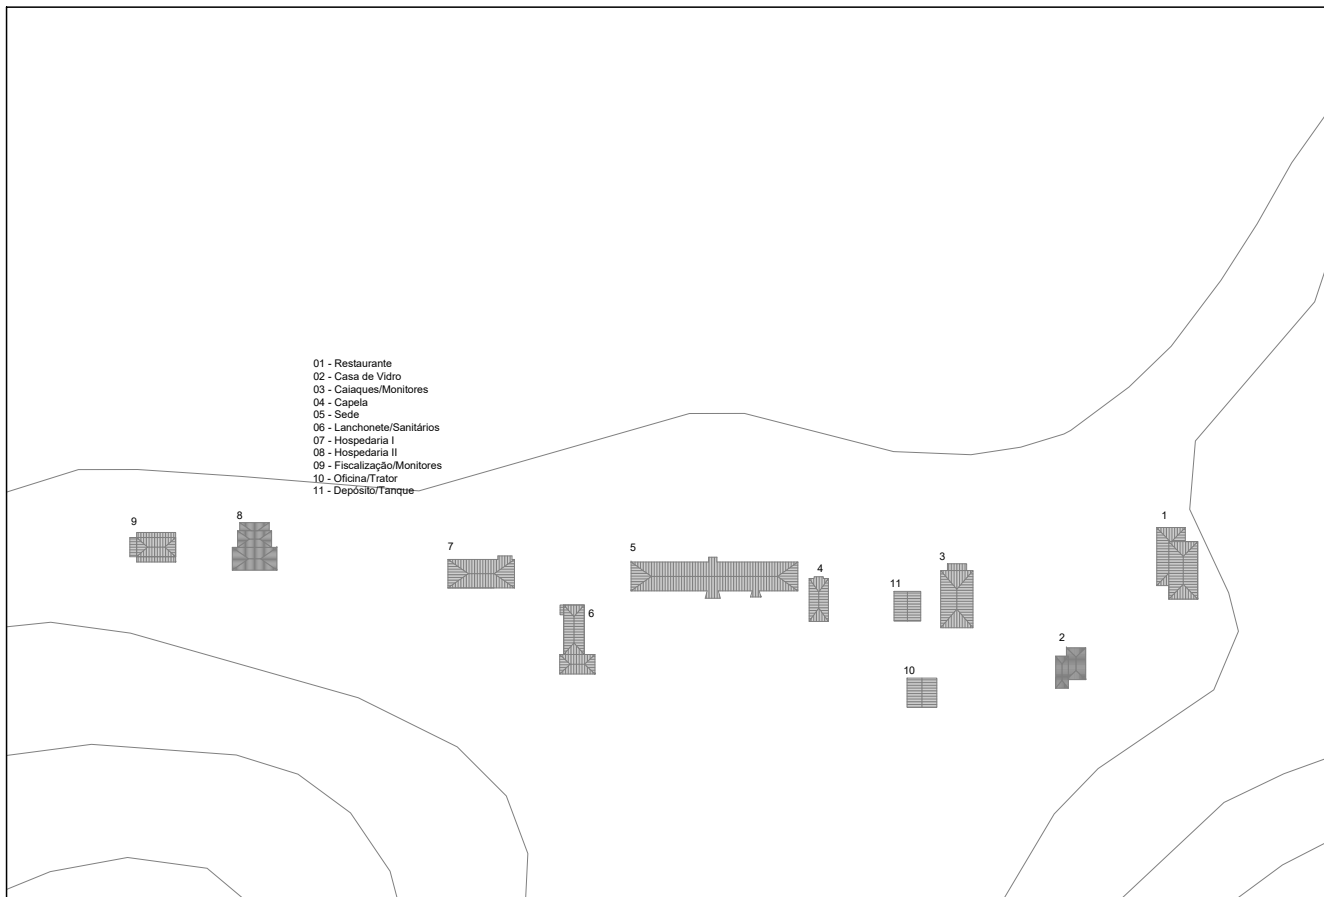 01 - Restaurante
02 - Casa de Vidro
03 - Caiaques/Monitores
04 - Capela
05 - Sede
06 - Lanchonete/Sanitários
07 - Hospedaria I
08 - Hospedaria II
09 - Fiscalização/Monitores
10 - Oficina/Trator
11 - Depósito/Tanque
9
8
7
5
6
4
11
3
10
2
1